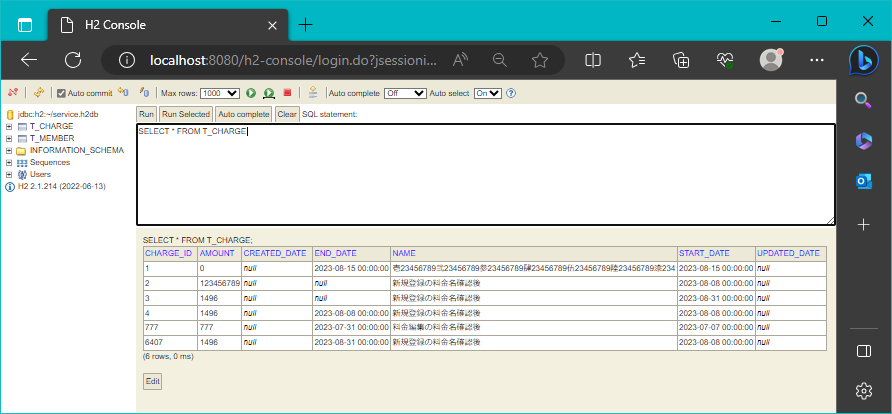 H2 Console
localhost:8080/h2-console/login.do?jsessioni...
Auto commit Max rows: 1000 Auto complete Off Auto select On
jdbc:h2:~/service.h2db
T_CHARGE
T_MEMBER
INFORMATION_SCHEMA
Sequences
Users
H2 2.1.214 (2022-06-13)
Run Run Selected Auto complete Clear SQL statement:
SELECT * FROM T_CHARGE
SELECT * FROM T_CHARGE;
CHARGE_ID AMOUNT CREATED_DATE END_DATE NAME START_DATE UPDATED_DATE
1 0 null 2023-08-15 00:00:00 壱23456789弐23456789参23456789肆23456789伍23456789陸23456789漆234 2023-08-15 00:00:00 null
2 123456789 null null 新規登録の料金名確認後 2023-08-08 00:00:00 null
3 1496 null null 新規登録の料金名確認後 2023-08-31 00:00:00 null
4 1496 null 2023-08-08 00:00:00 新規登録の料金名確認後 2023-08-08 00:00:00 null
777 777 null 2023-07-31 00:00:00 料金編集の料金名確認後 2023-07-07 00:00:00 null
6407 1496 null 2023-08-31 00:00:00 新規登録の料金名確認後 2023-08-08 00:00:00 null
(6 rows, 0 ms)
Edit